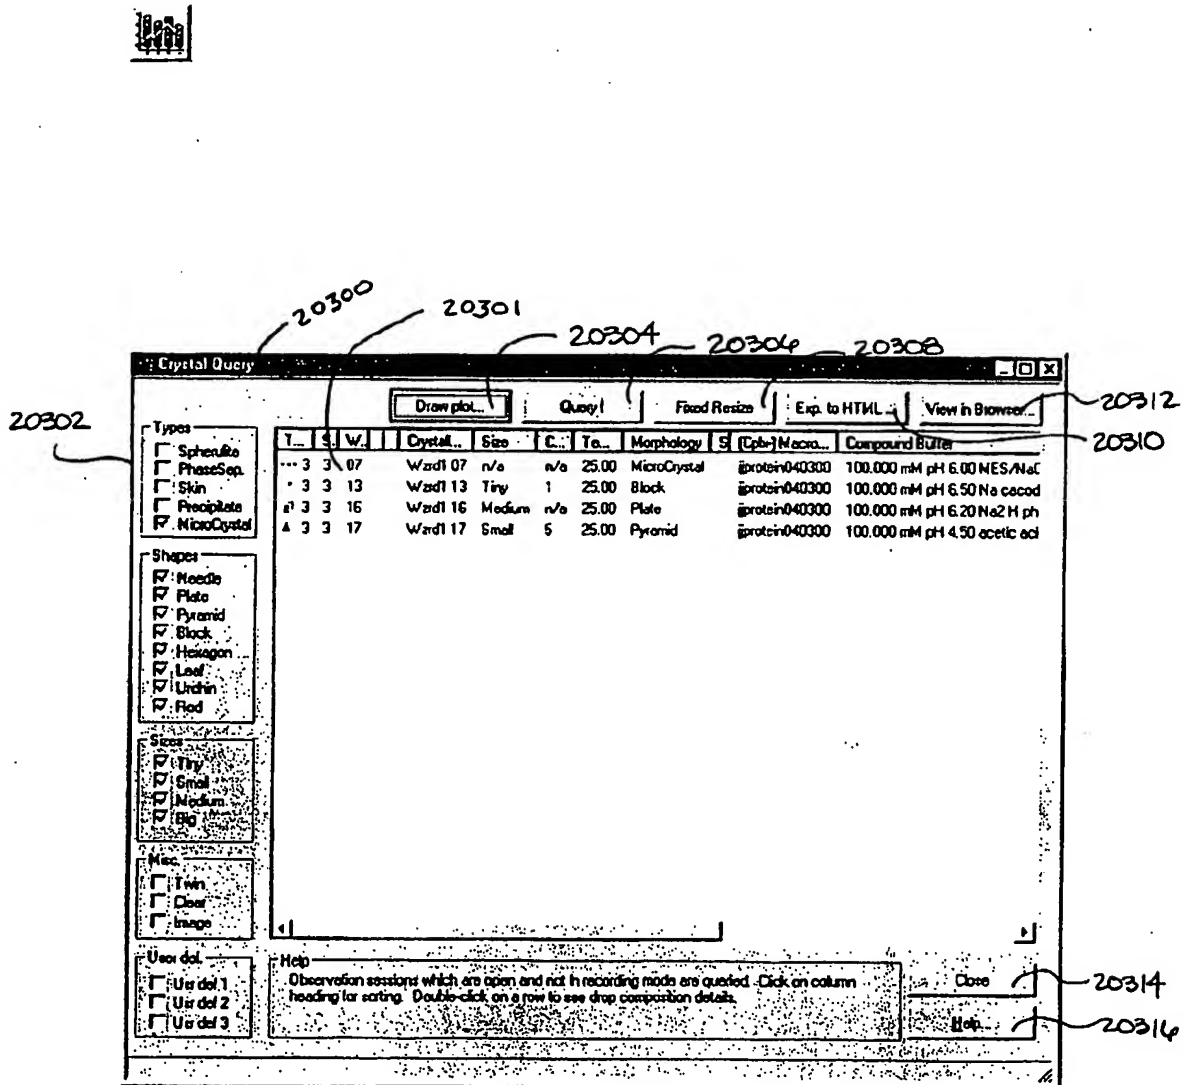 20300
20301
20304
20306
20308
Crystal Query
Draw plot...
Query!
Fixed Resize
Exp. to HTML
View in Browser...
20312
20302
20310
Types
Spherulite
PhaseSep.
Skin
Precipitate
MicroCrystal
T... S. W. Crystall... Size C... Te... Morphology S [Cpbr] Macro... Compound Buffer
3 3 07 Wzrd1 07 n/a n/a 25.00 MicroCrystal jjprotein040300 100.000 mM pH 6.00 MES/NaC
3 3 13 Wzrd1 13 Tiny 1 25.00 Block jjprotein040300 100.000 mM pH 6.50 Na cacod
3 3 16 Wzrd1 16 Medium n/a 25.00 Plate jjprotein040300 100.000 mM pH 6.20 Na2 H ph
3 3 17 Wzrd1 17 Small 5 25.00 Pyramid jjprotein040300 100.000 mM pH 4.50 acetic aci
Shapes
Needle
Plate
Pyramid
Block
Hexagon
Leaf
Urchin
Rod
Sizes
Tiny
Small
Medium
Big
Misc.
Twin
Clear
Image
User def.
Usr def 1
Usr def 2
Usr def 3
Help
Observation sessions which are open and not in recording mode are queried. Click on column
heading for sorting. Double-click on a row to see drop composition details.
Close
20314
Help...
20316